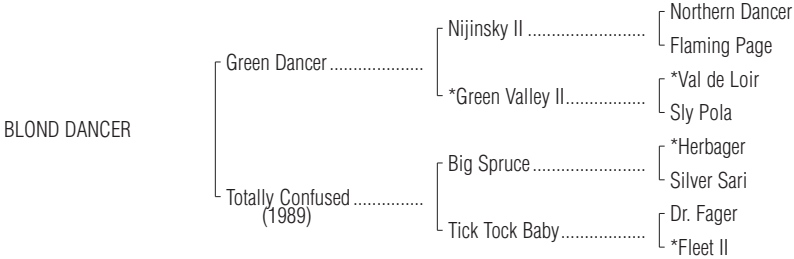 Northern Dancer
Nijinsky II ..........................
Flaming Page
Green Dancer....................
*Val de Loir
*Green Valley II.................
Sly Pola
BLOND DANCER
*Herbager
Big Spruce........................
Silver Sari
Totally Confused...............
(1989)
Dr. Fager
Tick Tock Baby..................
*Fleet II